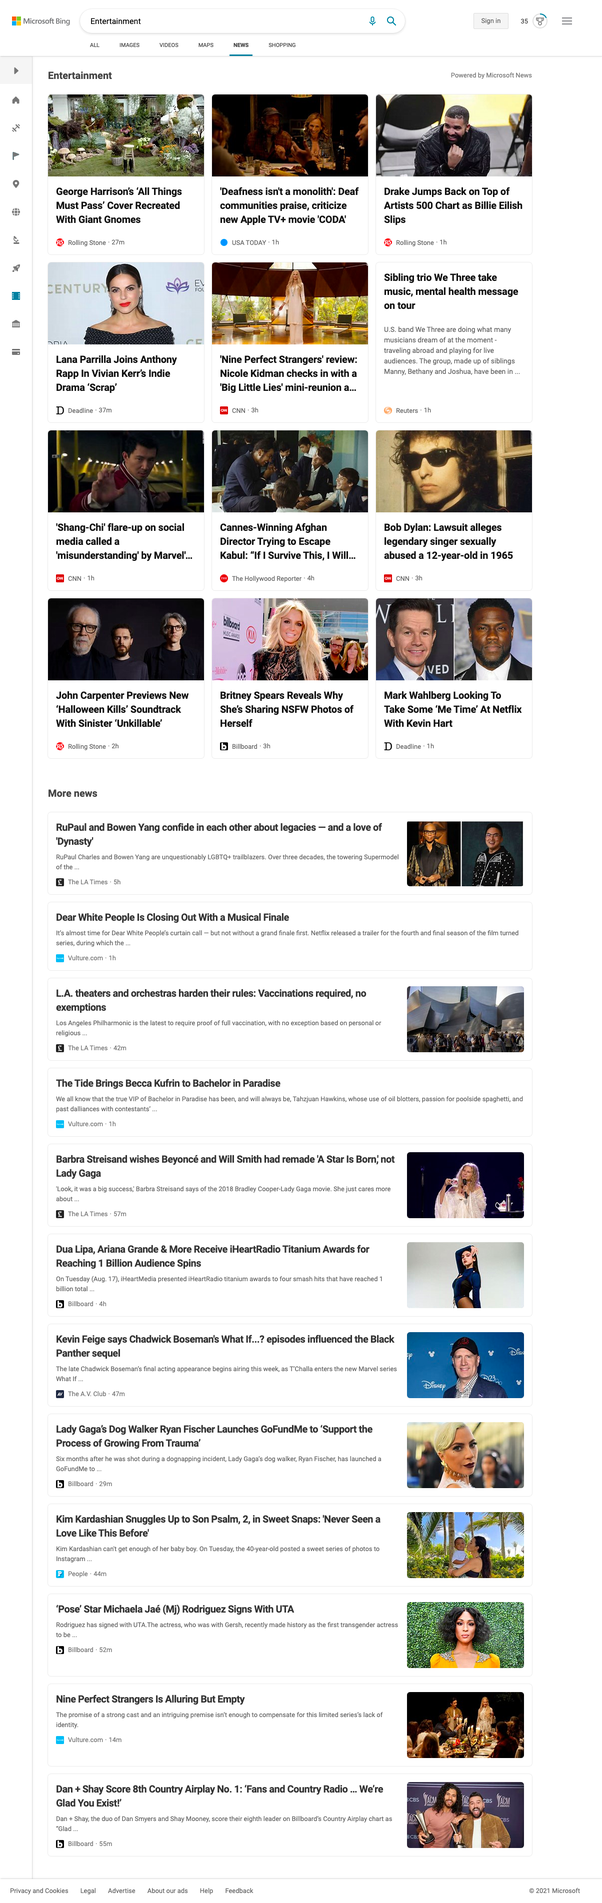 Microsoft Bing
Entertainment
Sign in
35
ALL
IMAGES
VIDEOS
MAPS
NEWS
SHOPPING
Entertainment
Powered by Microsoft News
George Harrison's 'All Things
Must Pass' Cover Recreated
With Giant Gnomes
Rolling Stone · 27m
'Deafness isn't a monolith': Deaf
communities praise, criticize
new Apple TV+ movie 'CODA'
USA TODAY · 1h
Drake Jumps Back on Top of
Artists 500 Chart as Billie Eilish
Slips
Rolling Stone · 1h
Lana Parrilla Joins Anthony
Rapp In Vivian Kerr's Indie
Drama 'Scrap'
Deadline · 37m
'Nine Perfect Strangers' review:
Nicole Kidman checks in with a
'Big Little Lies' mini-reunion a...
CNN · 3h
Sibling trio We Three take
music, mental health message
on tour
U.S. band We Three are doing what many
musicians dream of at the moment -
traveling abroad and playing for live
audiences. The group, made up of siblings
Manny, Bethany and Joshua, have been in ...
Reuters · 1h
'Shang-Chi' flare-up on social
media called a
'misunderstanding' by Marvel'...
CNN · 1h
Cannes-Winning Afghan
Director Trying to Escape
Kabul: "If I Survive This, I Will...
The Hollywood Reporter · 4h
Bob Dylan: Lawsuit alleges
legendary singer sexually
abused a 12-year-old in 1965
CNN · 3h
John Carpenter Previews New
'Halloween Kills' Soundtrack
With Sinister 'Unkillable'
Rolling Stone · 2h
Britney Spears Reveals Why
She's Sharing NSFW Photos of
Herself
Billboard · 3h
Mark Wahlberg Looking To
Take Some 'Me Time' At Netflix
With Kevin Hart
Deadline · 1h
More news
RuPaul and Bowen Yang confide in each other about legacies — and a love of
'Dynasty'
RuPaul Charles and Bowen Yang are unquestionably LGBTQ+ trailblazers. Over three decades, the towering Supermodel
of the ...
The LA Times · 5h
Dear White People Is Closing Out With a Musical Finale
It's almost time for Dear White People's curtain call — but not without a grand finale first. Netflix released a trailer for the fourth and final season of the film turned
series, during which the ...
Vulture.com · 1h
L.A. theaters and orchestras harden their rules: Vaccinations required, no
exemptions
Los Angeles Philharmonic is the latest to require proof of full vaccination, with no exception based on personal or
religious ...
The LA Times · 42m
The Tide Brings Becca Kufrin to Bachelor in Paradise
We all know that the true VIP of Bachelor in Paradise has been, and will always be, Tahzjuan Hawkins, whose use of oil blotters, passion for poolside spaghetti, and
past dalliances with contestants' ...
Vulture.com · 1h
Barbra Streisand wishes Beyoncé and Will Smith had remade 'A Star Is Born,' not
Lady Gaga
'Look, it was a big success,' Barbra Streisand says of the 2018 Bradley Cooper-Lady Gaga movie. She just cares more
about ...
The LA Times · 57m
Dua Lipa, Ariana Grande & More Receive iHeartRadio Titanium Awards for
Reaching 1 Billion Audience Spins
On Tuesday (Aug. 17), iHeartMedia presented iHeartRadio titanium awards to four smash hits that have reached 1
billion total ...
Billboard · 4h
Kevin Feige says Chadwick Boseman's What If...? episodes influenced the Black
Panther sequel
The late Chadwick Boseman's final acting appearance begins airing this week, as T'Challa enters the new Marvel series
What If ...
The A.V. Club · 47m
Lady Gaga's Dog Walker Ryan Fischer Launches GoFundMe to 'Support the
Process of Growing From Trauma'
Six months after he was shot during a dognapping incident, Lady Gaga's dog walker, Ryan Fischer, has launched a
GoFundMe to ...
Billboard · 29m
Kim Kardashian Snuggles Up to Son Psalm, 2, in Sweet Snaps: 'Never Seen a
Love Like This Before'
Kim Kardashian can't get enough of her baby boy. On Tuesday, the 40-year-old posted a sweet series of photos to
Instagram ...
People · 44m
'Pose' Star Michaela Jaé (Mj) Rodriguez Signs With UTA
Rodriguez has signed with UTA.The actress, who was with Gersh, recently made history as the first transgender actress
to be ...
Billboard · 52m
Nine Perfect Strangers Is Alluring But Empty
The promise of a strong cast and an intriguing premise isn't enough to compensate for this limited series's lack of
identity.
Vulture.com · 14m
Dan + Shay Score 8th Country Airplay No. 1: 'Fans and Country Radio ... We're
Glad You Exist!'
Dan + Shay, the duo of Dan Smyers and Shay Mooney, score their eighth leader on Billboard's Country Airplay chart as
"Glad ...
Billboard · 55m
Privacy and Cookies
Legal
Advertise
About our ads
Help
Feedback
© 2021 Microsoft